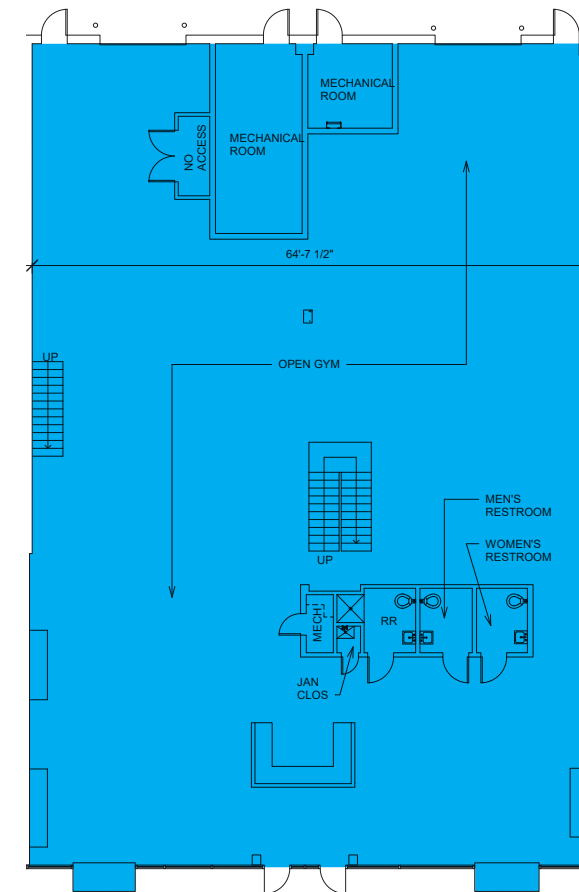 MECHANICAL
ROOM
MECHANICAL
ROOM
NO
ACCESS
64'-7 1/2"
UP
OPEN GYM
MEN'S
RESTROOM
UP
WOMEN'S
RESTROOM
MECH
RR
JAN
CLOS